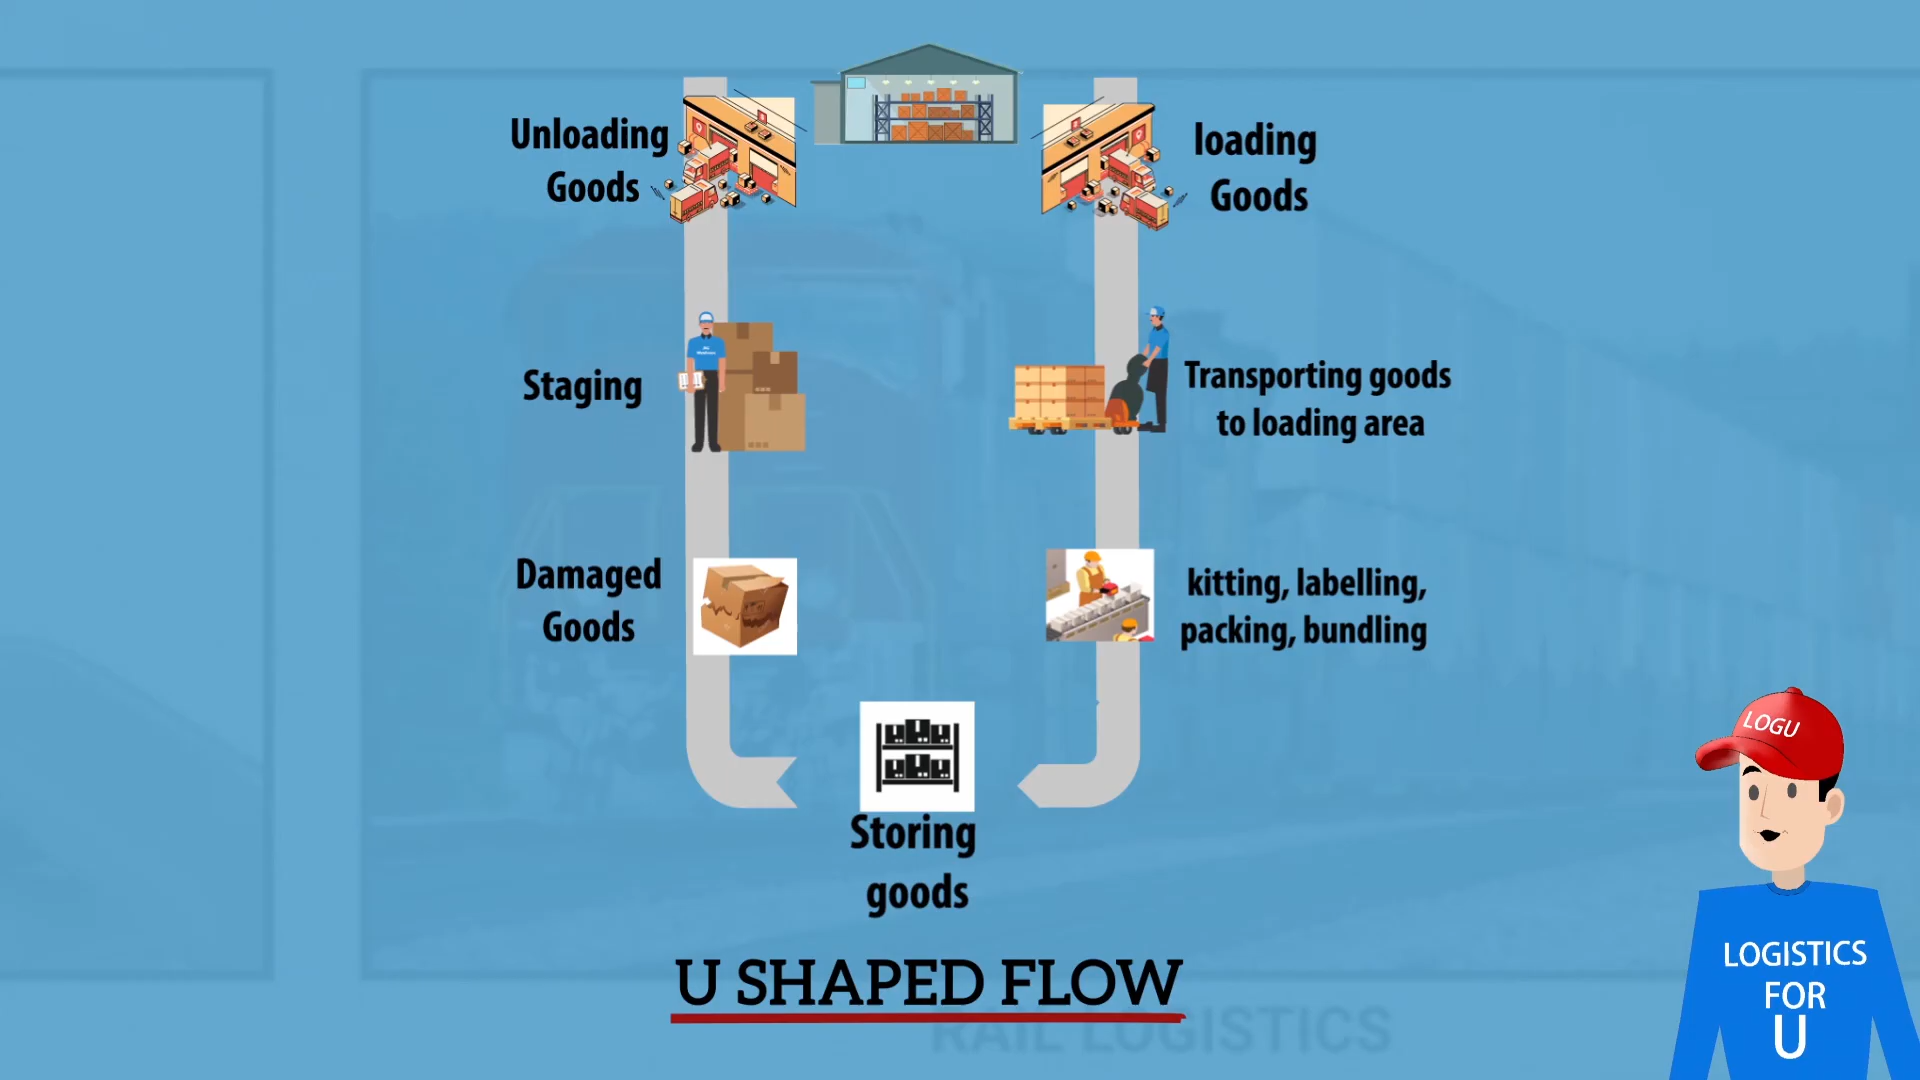 Unloading
Goods
loading
Goods
Staging
Transporting goods
to loading area
Damaged
Goods
kitting, labelling,
packing, bundling
Storing
goods
U SHAPED FLOW
RAIL LOGISTICS
LOGU
LOGISTICS
FOR
U